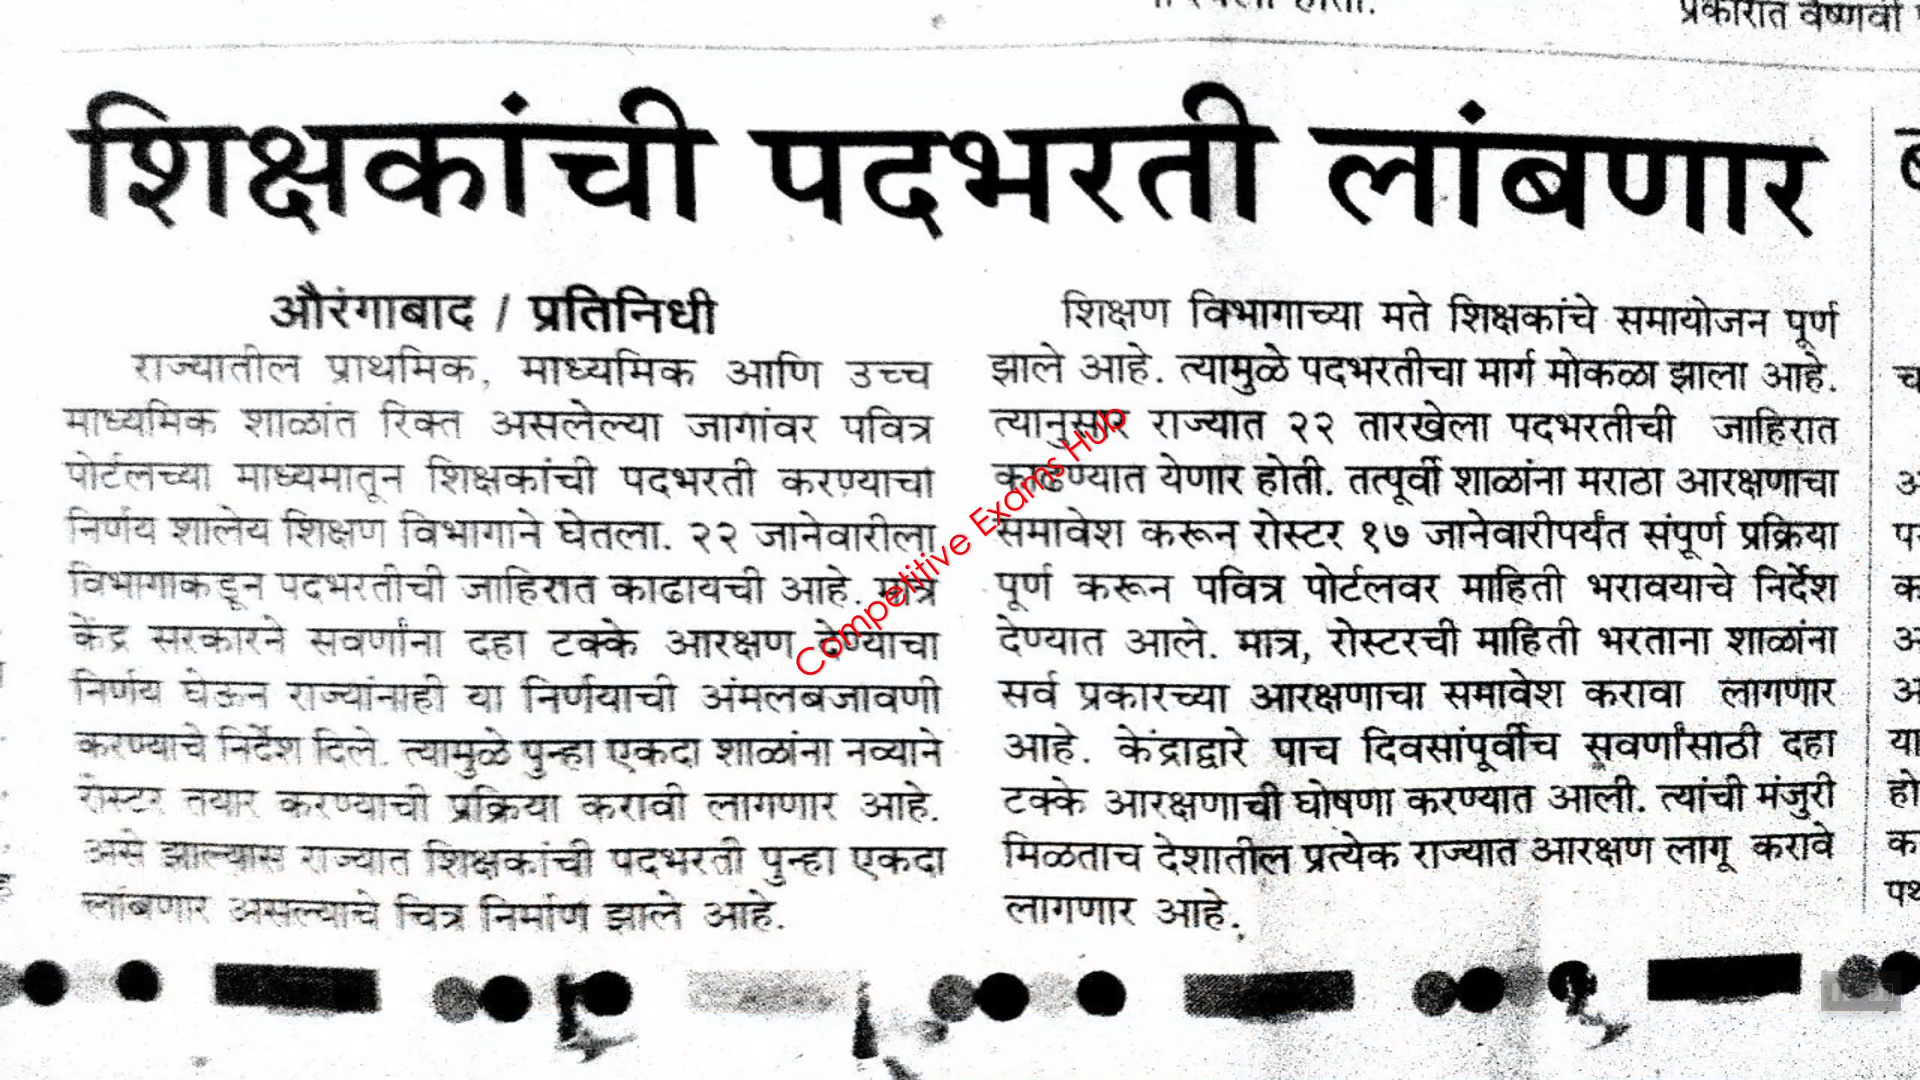 प्रकारात वैष्णवी
शिक्षकांची पदभरती लांबणार
औरंगाबाद / प्रतिनिधी
राज्यातील प्राथमिक, माध्यमिक आणि उच्च
माध्यमिक शाळांत रिक्त असलेल्या जागांवर पवित्र
पोर्टलच्या माध्यमातून शिक्षकांची पदभरती करण्याचा
निर्णय शालेय शिक्षण विभागाने घेतला. २२ जानेवारीला
विभागाकडून पदभरतीची जाहिरात काढायची आहे. मात्र
केंद्र सरकारने सवर्णांना दहा टक्के आरक्षण देण्याचा
निर्णय घेऊन राज्यांनाही या निर्णयाची अंमलबजावणी
करण्याचे निर्देश दिले. त्यामुळे पुन्हा एकदा शाळांना नव्याने
रोस्टर तयार करण्याची प्रक्रिया करावी लागणार आहे.
असे झाल्यास राज्यात शिक्षकांची पदभरती पुन्हा एकदा
लांबणार असल्याचे चित्र निर्माण झाले आहे.
शिक्षण विभागाच्या मते शिक्षकांचे समायोजन पूर्ण
झाले आहे. त्यामुळे पदभरतीचा मार्ग मोकळा झाला आहे.
त्यानुसार राज्यात २२ तारखेला पदभरतीची जाहिरात
काढण्यात येणार होती. तत्पूर्वी शाळांना मराठा आरक्षणाचा
समावेश करून रोस्टर १७ जानेवारीपर्यंत संपूर्ण प्रक्रिया
पूर्ण करून पवित्र पोर्टलवर माहिती भरावयाचे निर्देश
देण्यात आले. मात्र, रोस्टरची माहिती भरताना शाळांना
सर्व प्रकारच्या आरक्षणाचा समावेश करावा लागणार
आहे. केंद्राद्वारे पाच दिवसांपूर्वीच सवर्णांसाठी दहा
टक्के आरक्षणाची घोषणा करण्यात आली. त्यांची मंजुरी
मिळताच देशातील प्रत्येक राज्यात आरक्षण लागू करावे
लागणार आहे.
Competitive Exams Hub